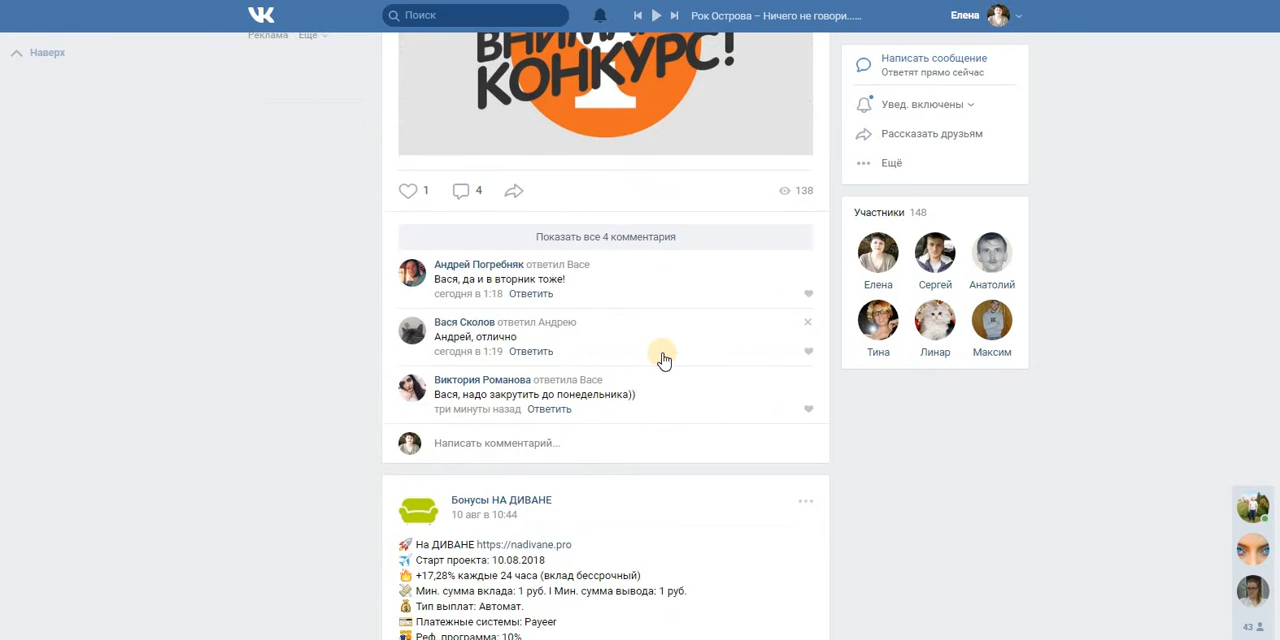 Поиск
Рок Острова – Ничего не говори......
Елена
Реклама Ещё
Наверх
ВНИМАНИЕ
КОНКУРС!
1 4 138
Показать все 4 комментария
Андрей Погребняк ответил Васе
Вася, да и в вторник тоже!
сегодня в 1:18 Ответить
Вася Сколов ответил Андрею
Андрей, отлично
сегодня в 1:19 Ответить
Виктория Романова ответила Васе
Вася, надо закрутить до понедельника))
три минуты назад Ответить
Написать комментарий...
Бонусы НА ДИВАНЕ
10 авг в 10:44
На ДИВАНЕ https://nadivane.pro
Старт проекта: 10.08.2018
+17,28% каждые 24 часа (вклад бессрочный)
Мин. сумма вклада: 1 руб. I Мин. сумма вывода: 1 руб.
Тип выплат: Автомат.
Платежные системы: Payeer
Реф. программа: 10%
Написать сообщение
Ответят прямо сейчас
Увед. включены
Рассказать друзьям
Ещё
Участники 148
Елена Сергей Анатолий
Тина Линар Максим
43